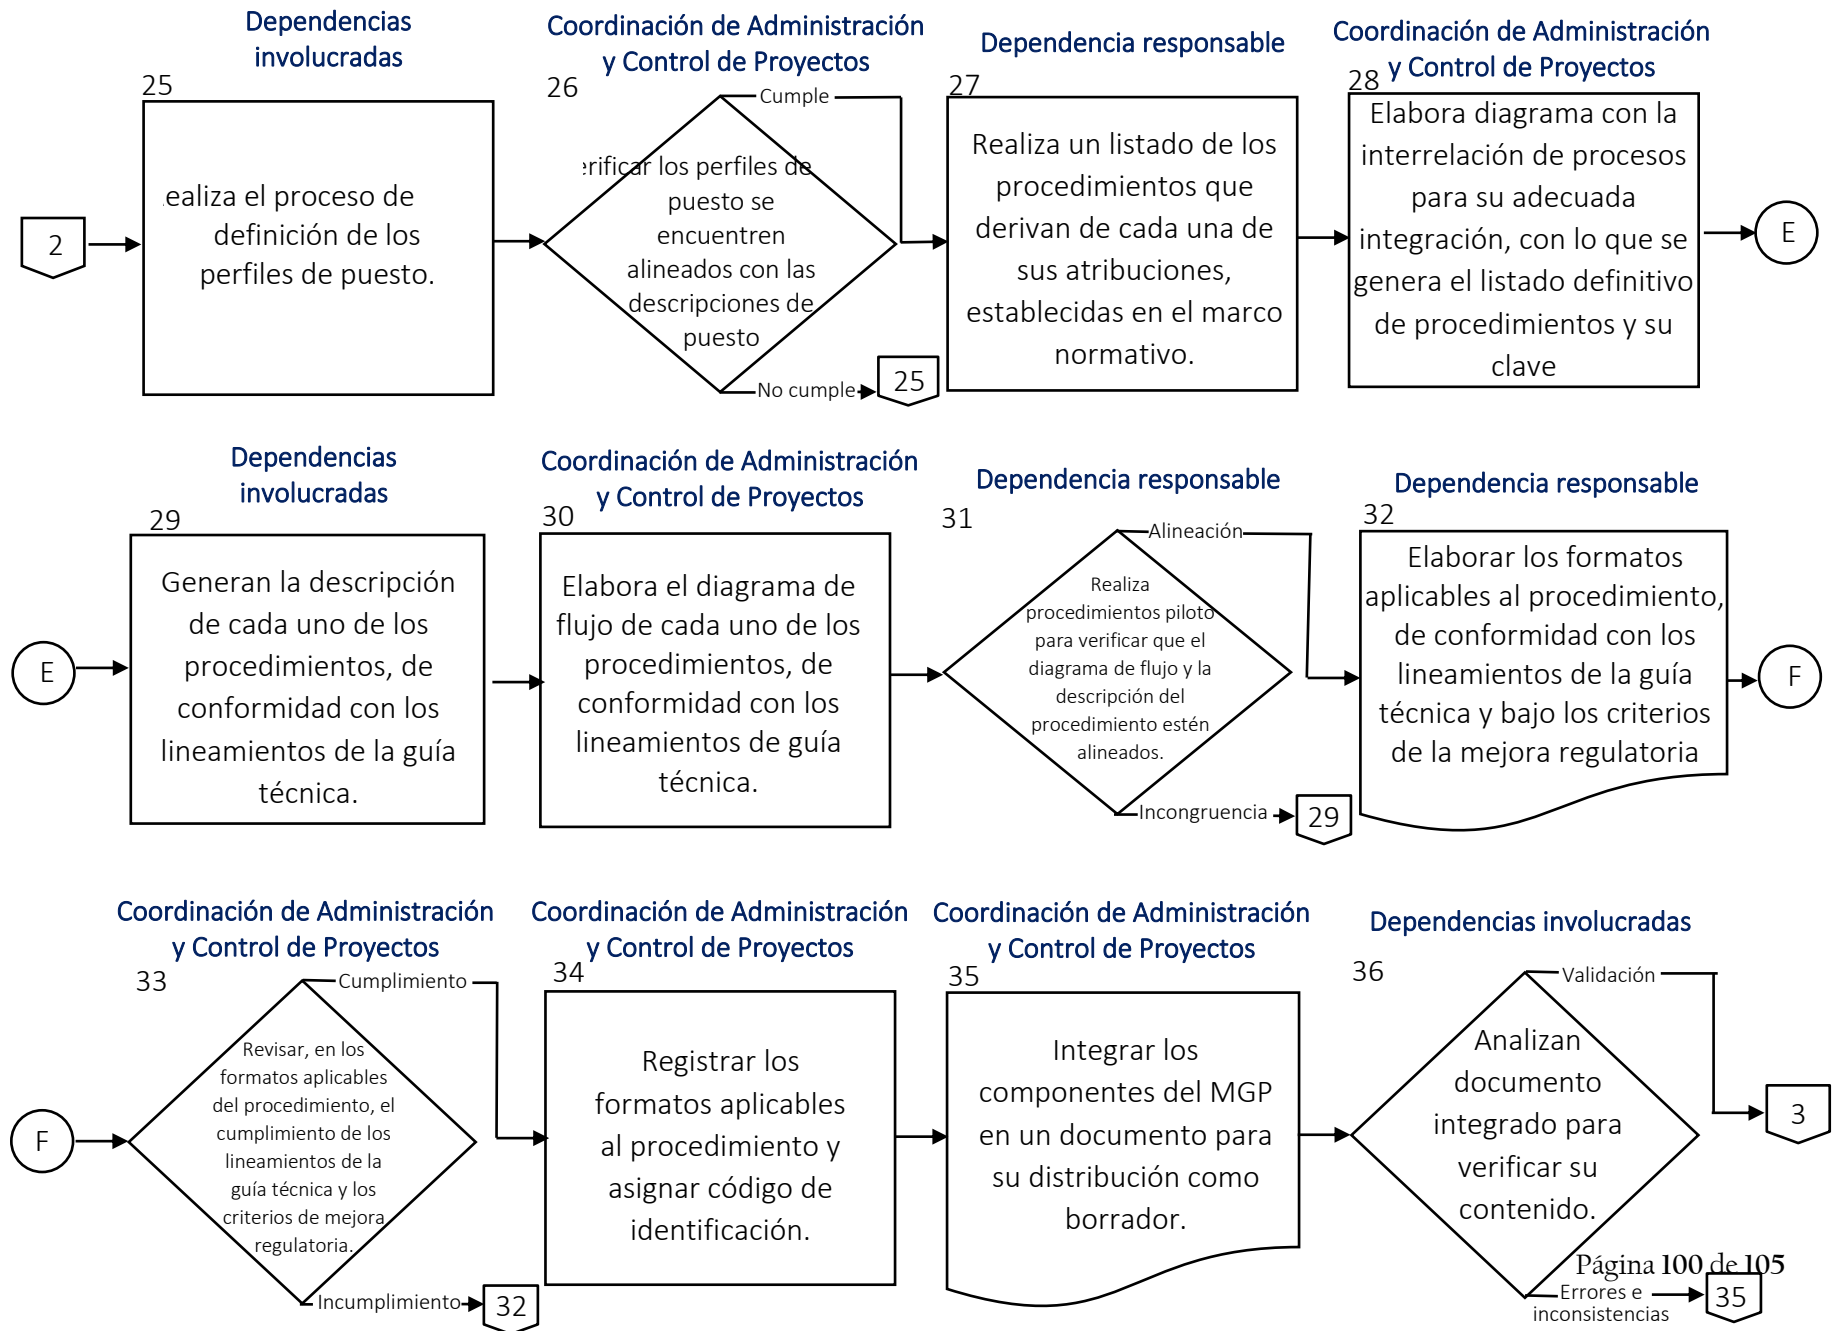 Dependencias
involucradas
25
2
ealiza el proceso de
definición de los
perfiles de puesto.
Coordinación de Administración
y Control de Proyectos
26
Cumple
erificar los perfiles de
puesto se
encuentren
alineados con las
descripciones de
puesto
No cumple
25
Dependencia responsable
27
Realiza un listado de los
procedimientos que
derivan de cada una de
sus atribuciones,
establecidas en el marco
normativo.
Coordinación de Administración
y Control de Proyectos
28
Elabora diagrama con la
interrelación de procesos
para su adecuada
integración, con lo que se
genera el listado definitivo
de procedimientos y su
clave
E
Dependencias
involucradas
29
E
Generan la descripción
de cada uno de los
procedimientos, de
conformidad con los
lineamientos de la guía
técnica.
Coordinación de Administración
y Control de Proyectos
30
Elabora el diagrama de
flujo de cada uno de los
procedimientos, de
conformidad con los
lineamientos de guía
técnica.
Dependencia responsable
31
Alineación
Realiza
procedimientos piloto
para verificar que el
diagrama de flujo y la
descripción del
procedimiento estén
alineados.
Incongruencia
29
Dependencia responsable
32
Elaborar los formatos
aplicables al procedimiento,
de conformidad con los
lineamientos de la guía
técnica y bajo los criterios
de la mejora regulatoria
F
Coordinación de Administración
y Control de Proyectos
33
Cumplimiento
F
Revisar, en los
formatos aplicables
del procedimiento, el
cumplimiento de los
lineamientos de la
guía técnica y los
criterios de mejora
regulatoria.
Incumplimiento
32
Coordinación de Administración
y Control de Proyectos
34
Registrar los
formatos aplicables
al procedimiento y
asignar código de
identificación.
Coordinación de Administración
y Control de Proyectos
35
Integrar los
componentes del MGP
en un documento para
su distribución como
borrador.
Dependencias involucradas
36
Validación
Analizan
documento
integrado para
verificar su
contenido.
3
Página 100 de 105
Errores e
inconsistencias
35